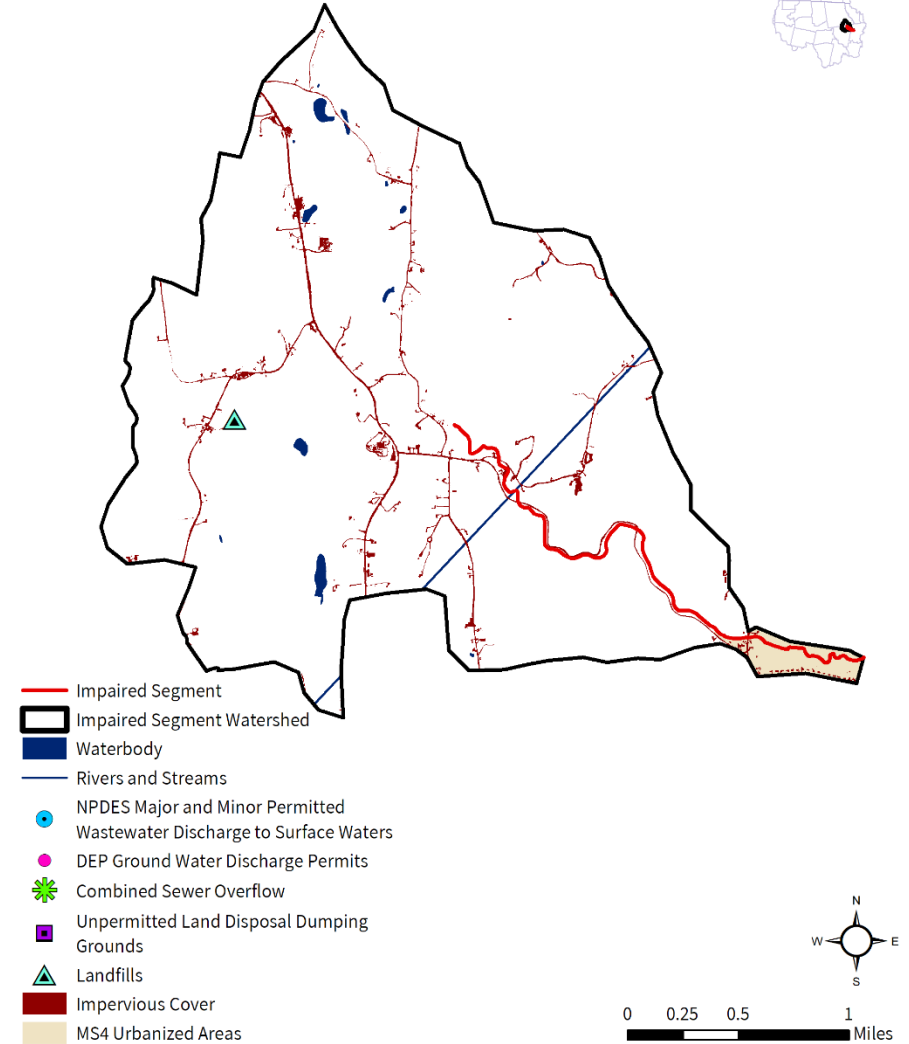 Impaired Segment
Impaired Segment Watershed
Waterbody
Rivers and Streams
NPDES Major and Minor Permitted
Wastewater Discharge to Surface Waters
DEP Ground Water Discharge Permits
Combined Sewer Overflow
Unpermitted Land Disposal Dumping
Grounds
Landfills
Impervious Cover
MS4 Urbanized Areas
N
W E
S
0 0.25 0.5 1
Miles